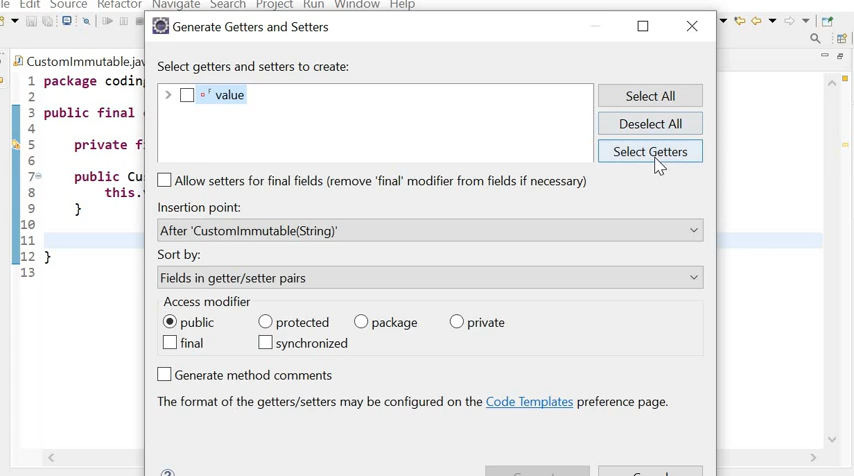 Edit Source Refactor Navigate Search Project Run Window Help
Generate Getters and Setters
CustomImmutable.jav
Select getters and setters to create:
value
Select All
Deselect All
Select Getters
1 package coding
2
3 public final
4
5 private f
6
7 public Cu
8 this.
9 }
10
11
12 }
13
Allow setters for final fields (remove 'final' modifier from fields if necessary)
Insertion point:
After 'CustomImmutable(String)'
Sort by:
Fields in getter/setter pairs
Access modifier
public protected package private
final synchronized
Generate method comments
The format of the getters/setters may be configured on the Code Templates preference page.